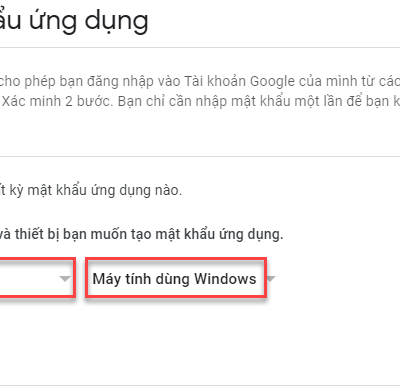 ẩu ứng dụng
cho phép bạn đăng nhập vào Tài khoản Google của mình từ các
Xác minh 2 bước. Bạn chỉ cần nhập mật khẩu một lần để bạn k
ất kỳ mật khẩu ứng dụng nào.
và thiết bị bạn muốn tạo mật khẩu ứng dụng.
Máy tính dùng Windows